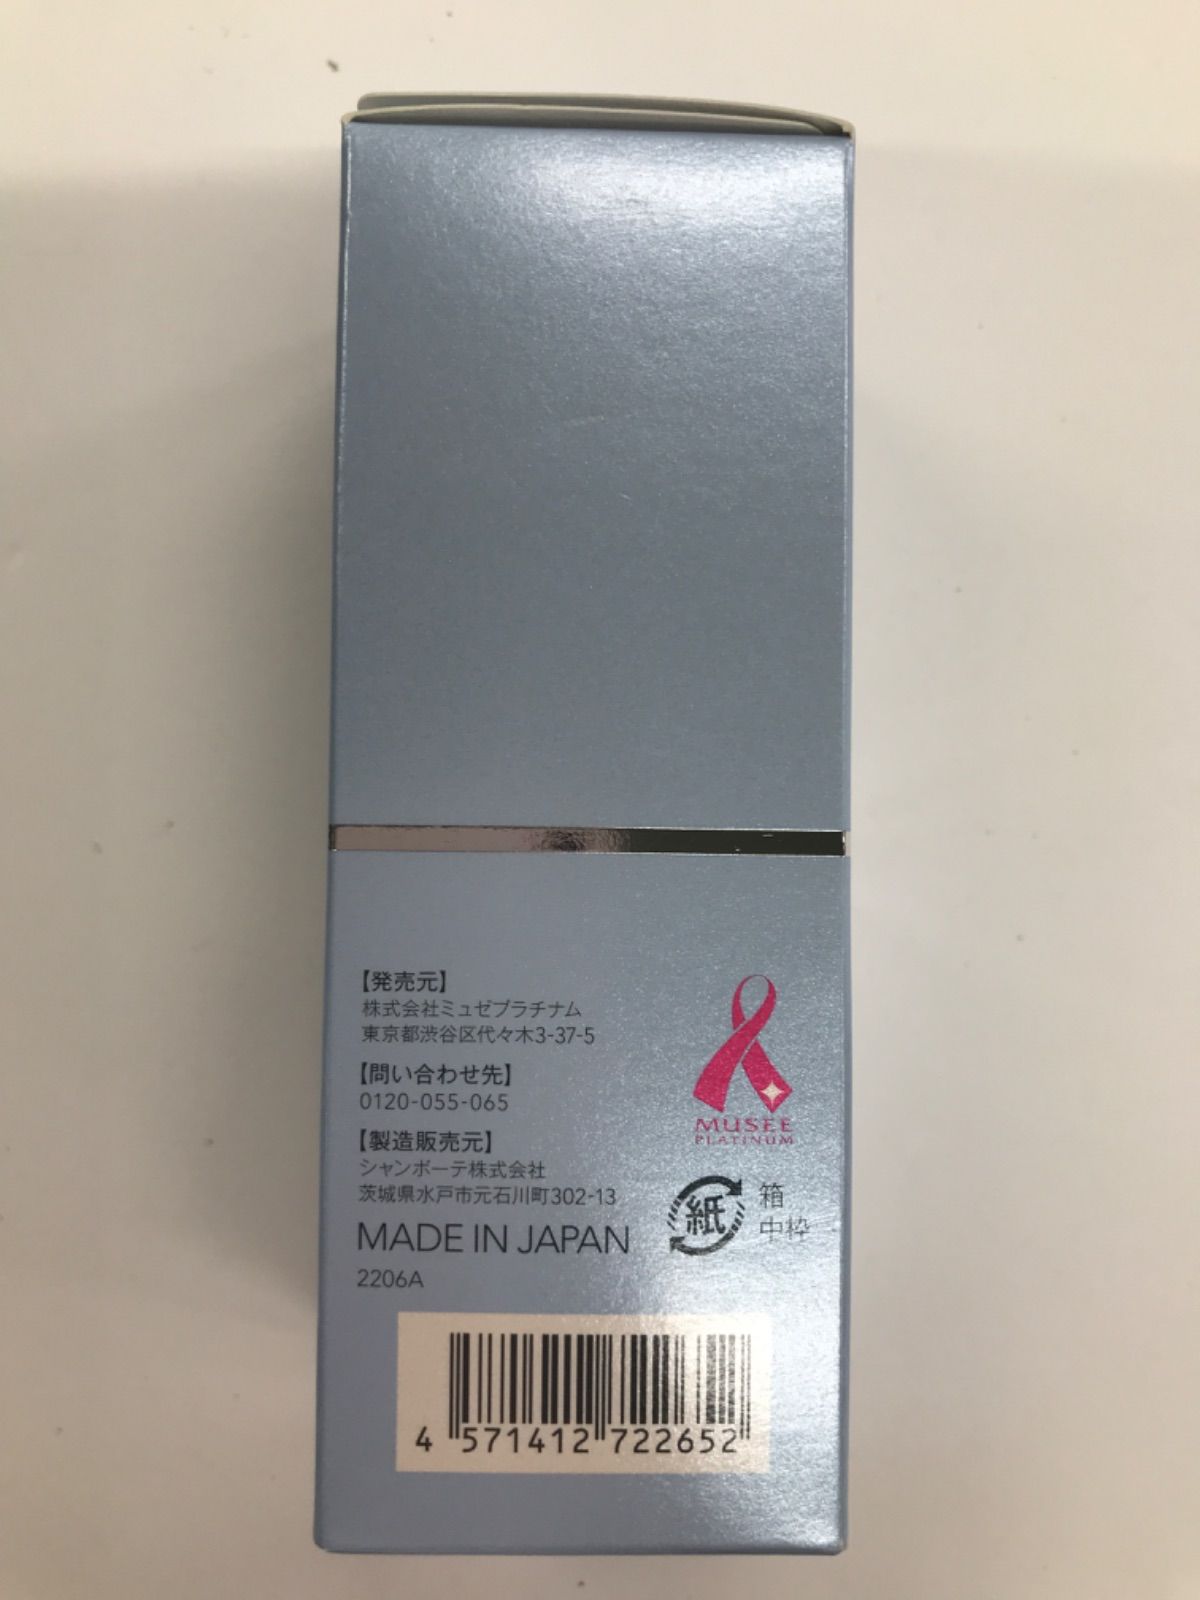 【発売元】
株式会社ミュゼプラチナム
東京都渋谷区代々木3-37-5
【問い合わせ先】
0120-055-065
【製造販売元】
シャンボーテ株式会社
茨城県水戸市元石川町302-13
MADE IN JAPAN
2206A
MUSEE
PLATINUM
紙
箱
中枠
4 571412 722652